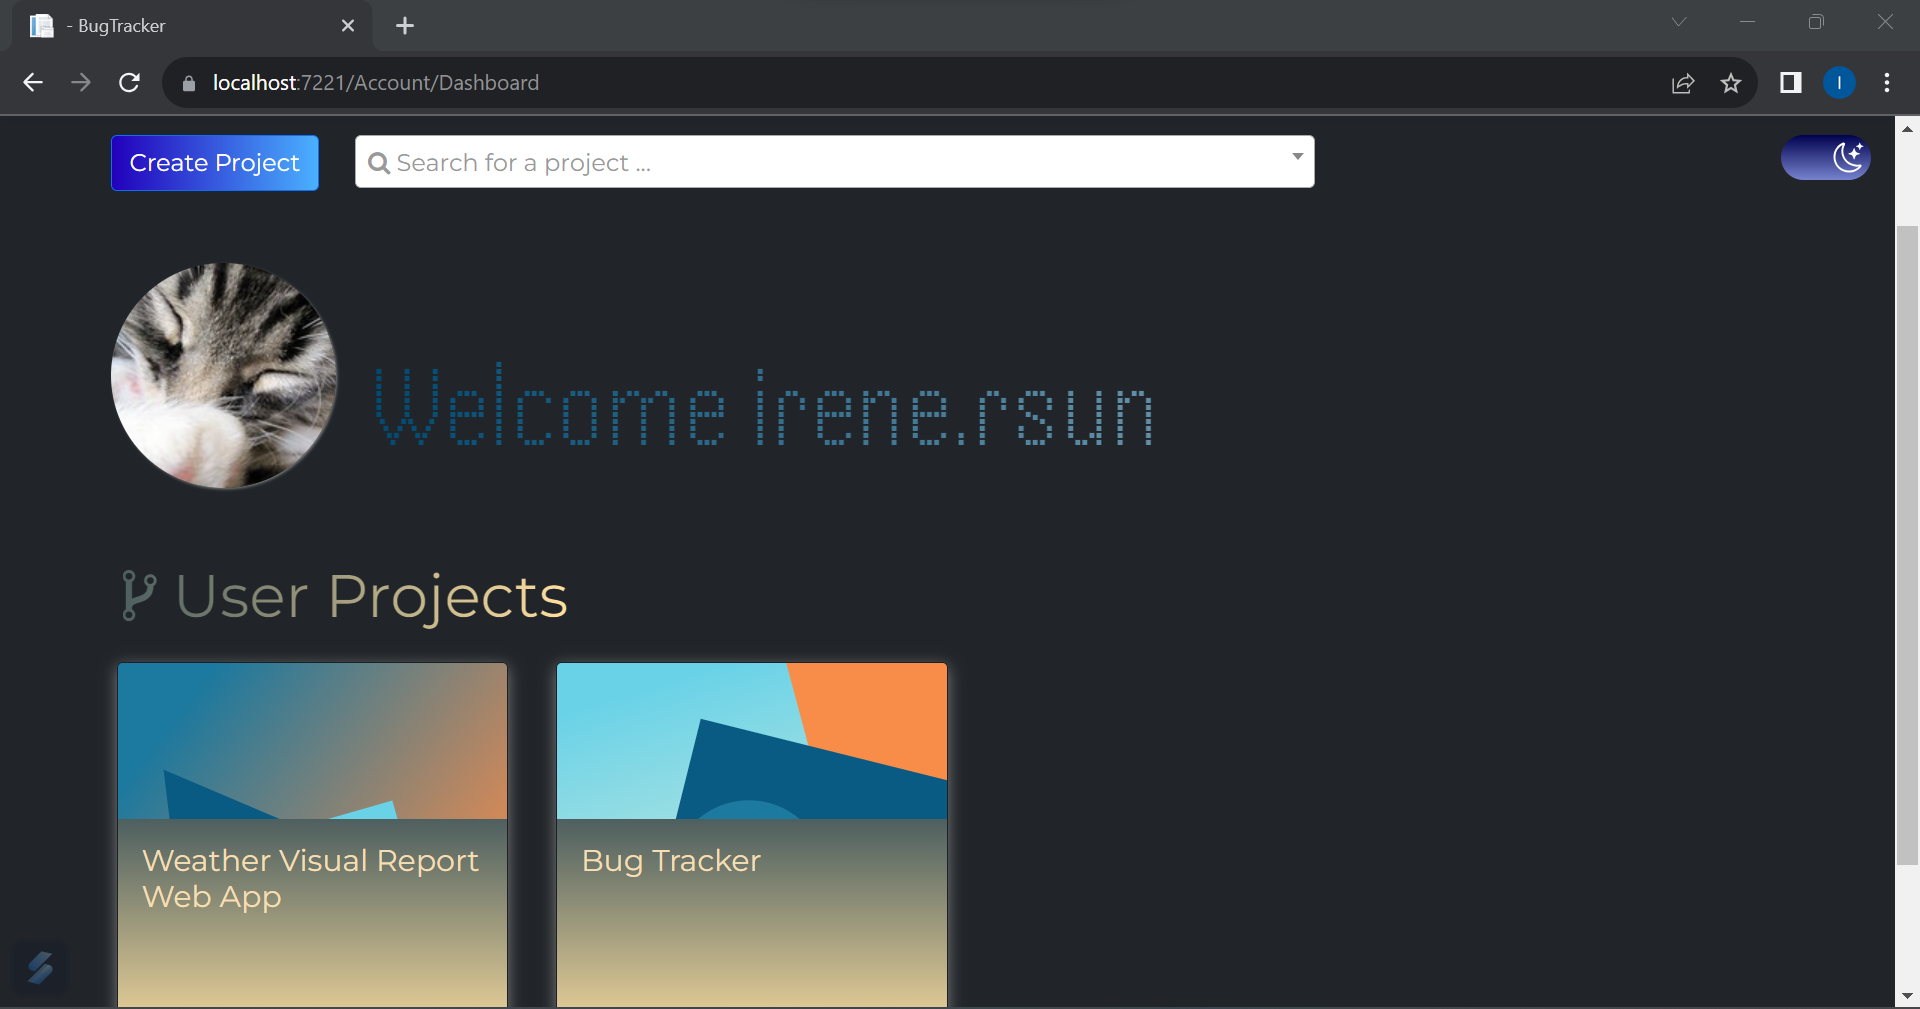 - BugTracker
localhost:7221/Account/Dashboard
I
Create Project
Search for a project ...
Welcome irene.rsun
User Projects
Weather Visual Report
Web App
Bug Tracker